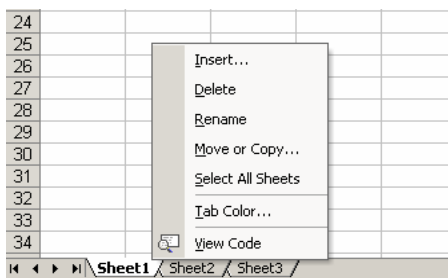 24
25
26
27
28
29
30
31
32
33
34
Insert...
Delete
Rename
Move or Copy...
Select All Sheets
Tab Color...
View Code
Sheet1 Sheet2 Sheet3